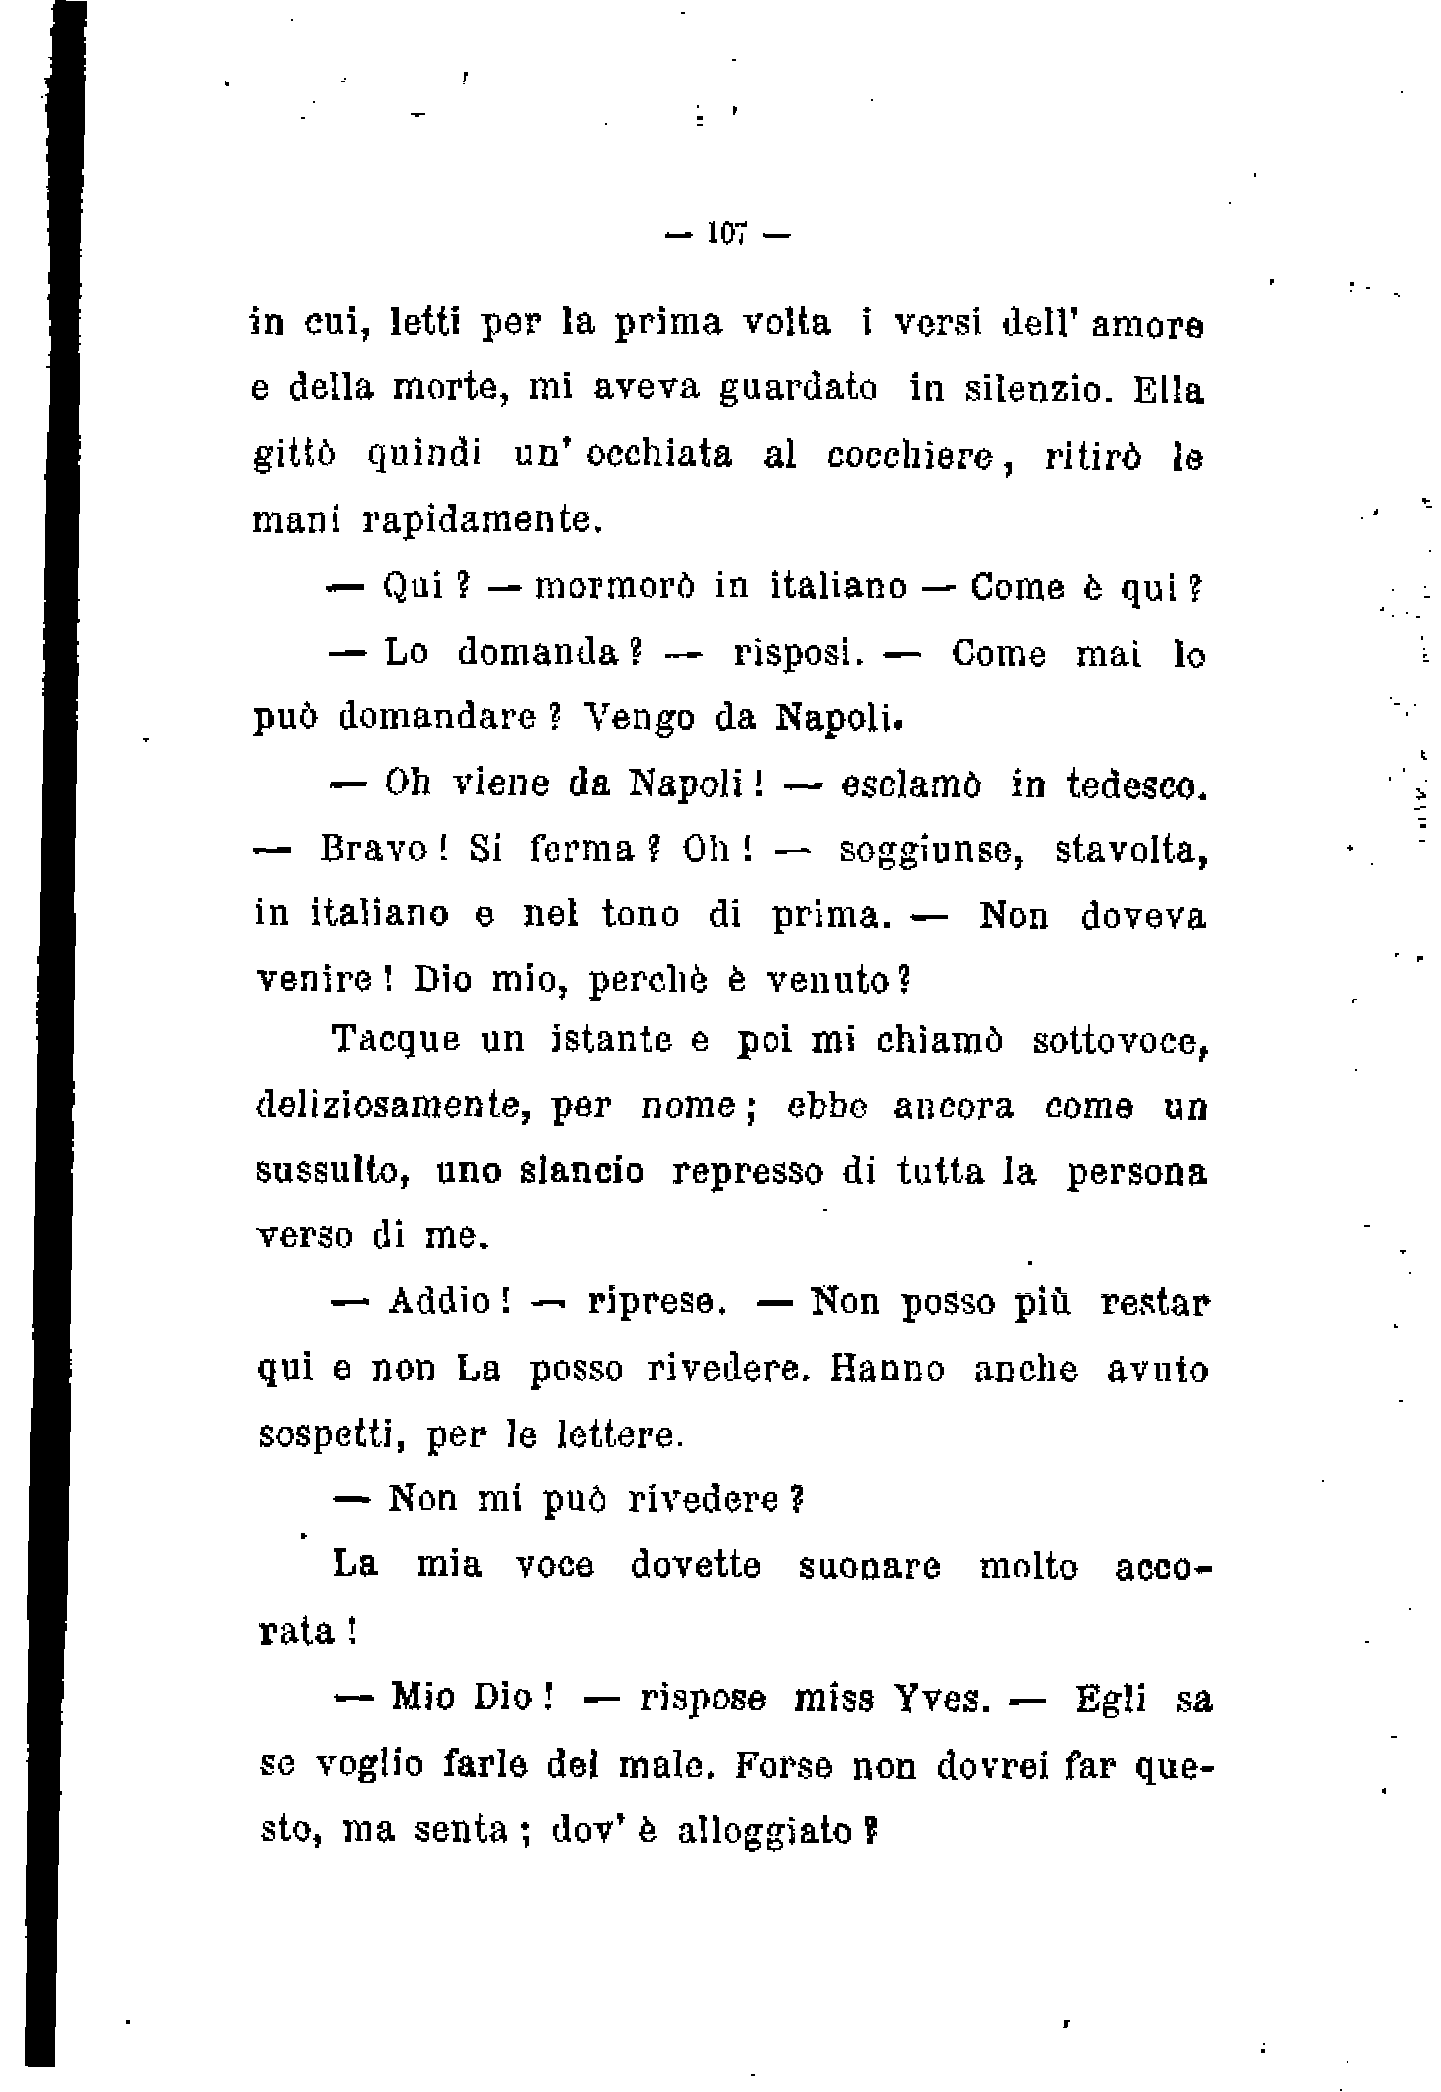 — 107 —
in cui, letti per la prima volta i versi dell' amore
e della morte, mi aveva guardato in silenzio. Ella
gittò quindi un' occhiata al cocchiere, ritirò le
mani rapidamente.
— Qui ? — mormorò in italiano — Come è qui ?
— Lo domanda ? — risposi. — Come mai lo
può domandare ? Vengo da Napoli.
— Oh viene da Napoli ! — esclamò in tedesco.
— Bravo ! Si ferma ? Oh ! — soggiunse, stavolta,
in italiano e nel tono di prima. — Non doveva
venire ! Dio mio, perchè è venuto ?
Tacque un istante e poi mi chiamò sottovoce,
deliziosamente, per nome ; ebbe ancora come un
sussulto, uno slancio represso di tutta la persona
verso di me.
— Addio ! — riprese. — Non posso più restar
qui e non La posso rivedere. Hanno anche avuto
sospetti, per le lettere.
— Non mi può rivedere ?
La mia voce dovette suonare molto acco-
rata !
— Mio Dio ! — rispose miss Yves. — Egli sa
se voglio farle del male. Forse non dovrei far que-
sto, ma senta ; dov' è alloggiato ?